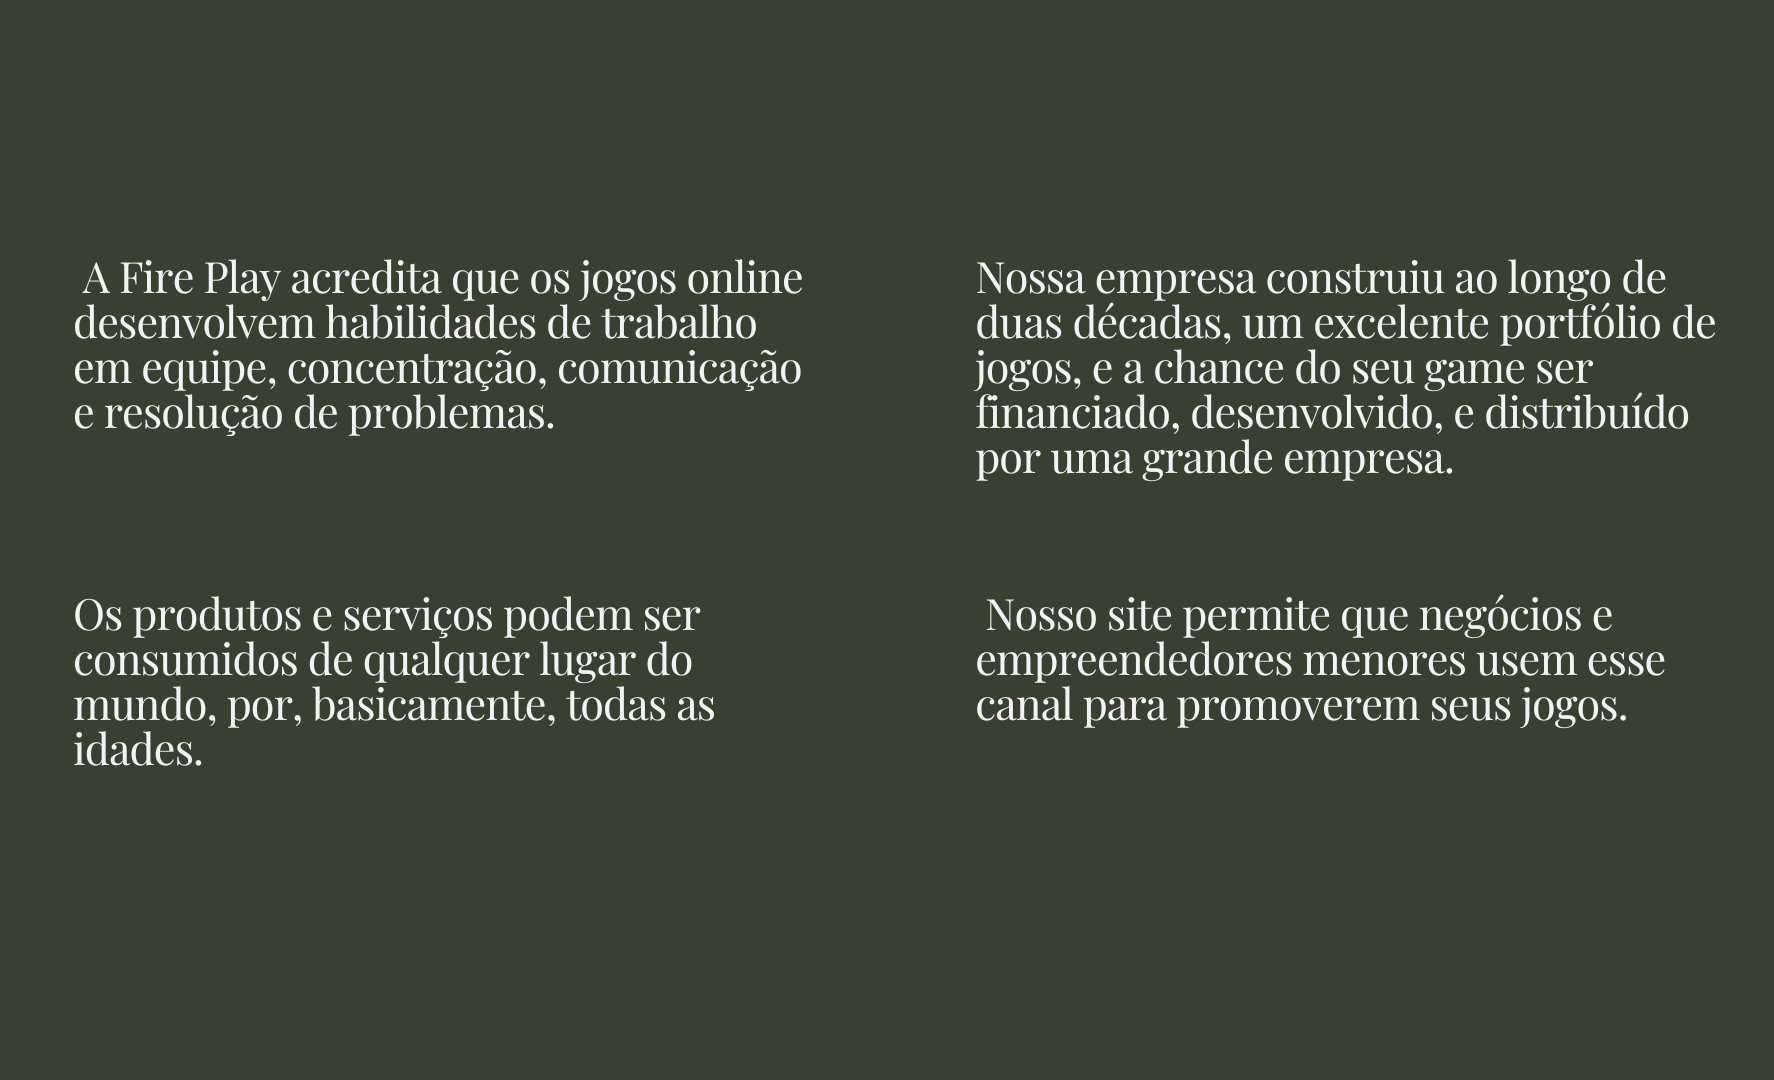 A Fire Play acredita que os jogos online
desenvolvem habilidades de trabalho
em equipe, concentração, comunicação
e resolução de problemas.
Nossa empresa construiu ao longo de
duas décadas, um excelente portfólio de
jogos, e a chance do seu game ser
financiado, desenvolvido, e distribuído
por uma grande empresa.
Os produtos e serviços podem ser
consumidos de qualquer lugar do
mundo, por, basicamente, todas as
idades.
Nosso site permite que negócios e
empreendedores menores usem esse
canal para promoverem seus jogos.